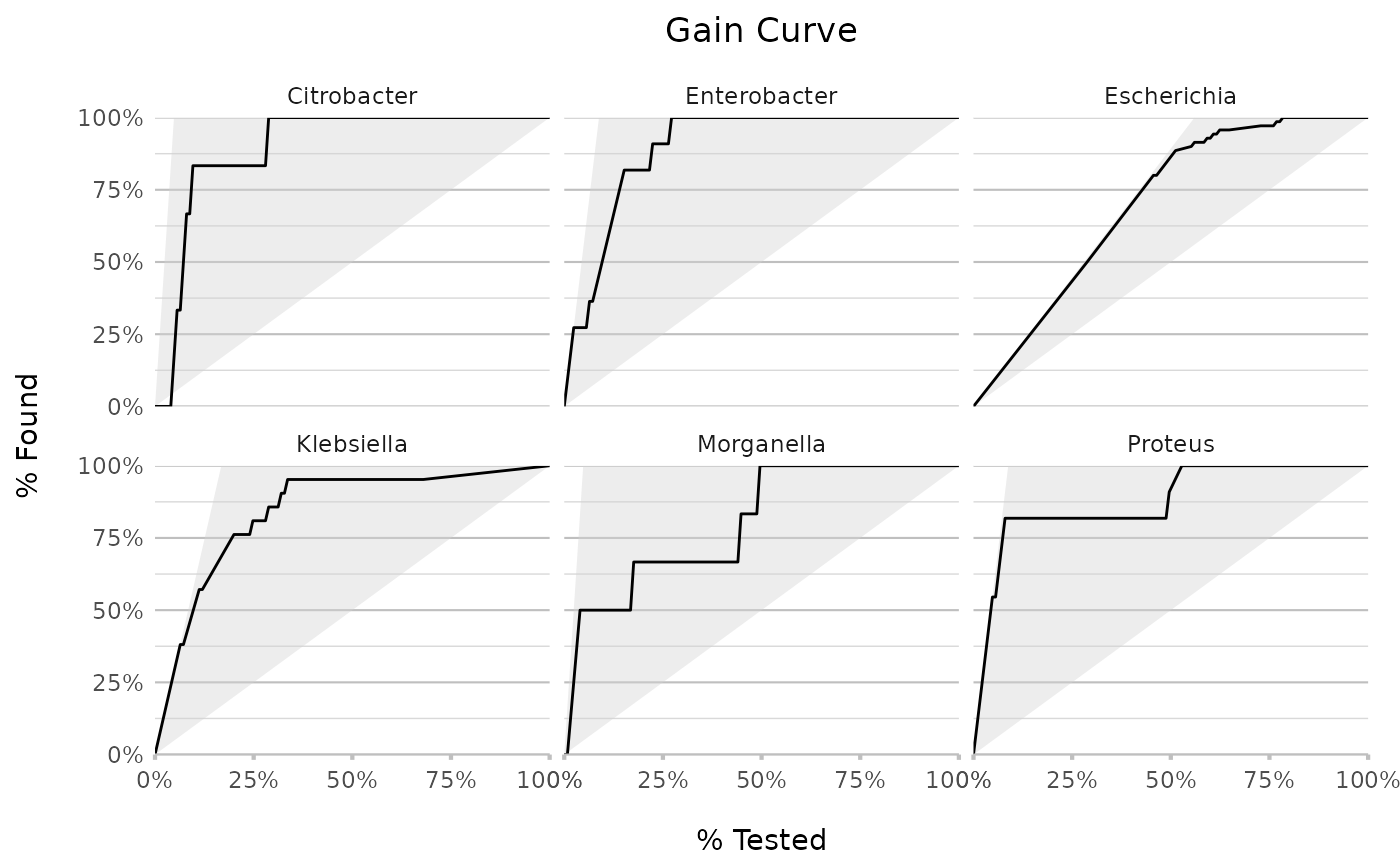 Gain Curve
Citrobacter Enterobacter Escherichia
100%
75%
50%
25%
0%
Klebsiella Morganella Proteus
100%
75%
50%
25%
0%
0% 25% 50% 75% 100% 0% 25% 50% 75% 100% 0% 25% 50% 75% 100%
% Tested
% Found